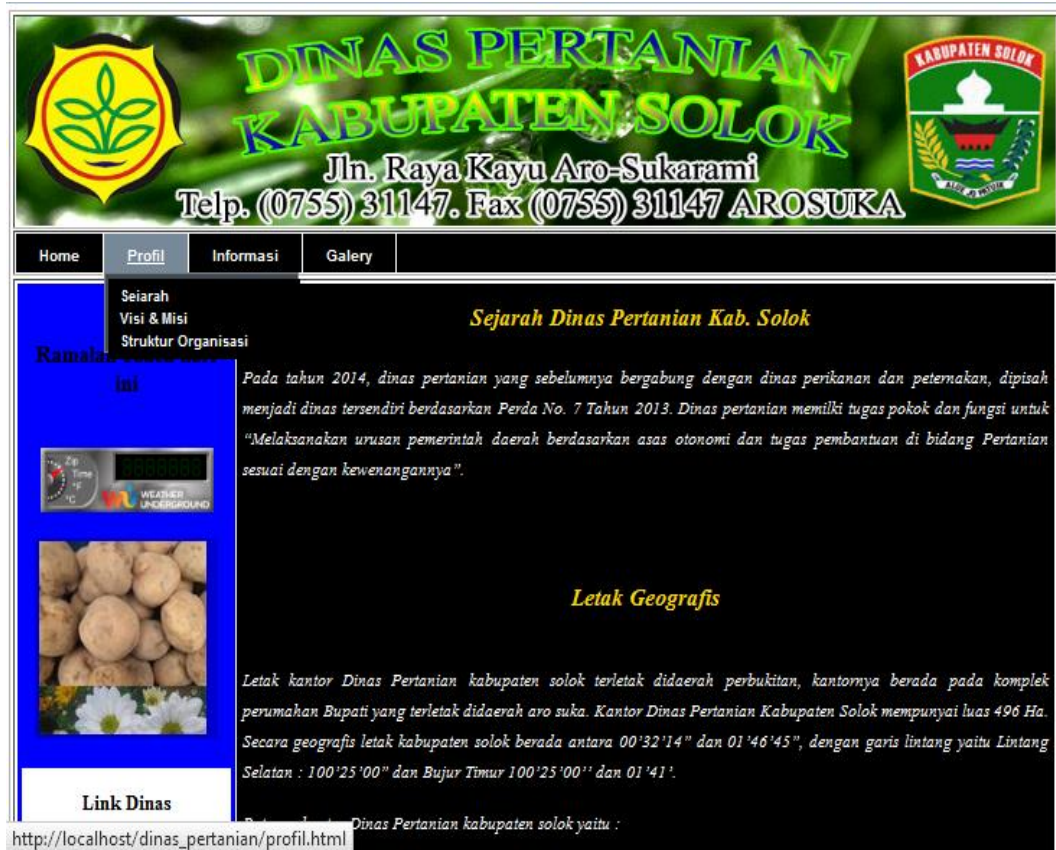 DINAS PERTANIAN
KABUPATEN SOLOK
Jln. Raya Kayu Aro-Sukarami
Telp. (0755) 31147. Fax (0755) 31147 AROSUKA
KABUPATEN SOLOK
Home Profil Informasi Galery
Sejarah
Visi & Misi
Struktur Organisasi
ini
Zip
Time
°F
°C
WEATHER
UNDERGROUND
Link Dinas
Sejarah Dinas Pertanian Kab. Solok
Pada tahun 2014, dinas pertanian yang sebelumnya bergabung dengan dinas perikanan dan peternakan, dipisah
menjadi dinas tersendiri berdasarkan Perda No. 7 Tahun 2013. Dinas pertanian memilki tugas pokok dan fungsi untuk
“Melaksanakan urusan pemerintah daerah berdasarkan asas otonomi dan tugas pembantuan di bidang Pertanian
sesuai dengan kewenangannya”.
Letak Geografis
Letak kantor Dinas Pertanian kabupaten solok terletak didaerah perbukitan, kantornya berada pada komplek
perumahan Bupati yang terletak didaerah aro suka. Kantor Dinas Pertanian Kabupaten Solok mempunyai luas 496 Ha.
Secara geografis letak kabupaten solok berada antara 00’32’14” dan 01’46’45”, dengan garis lintang yaitu Lintang
Selatan : 100’25’00” dan Bujur Timur 100’25’00’’ dan 01’41’.
Dinas Pertanian kabupaten solok yaitu :
http://localhost/dinas_pertanian/profil.html